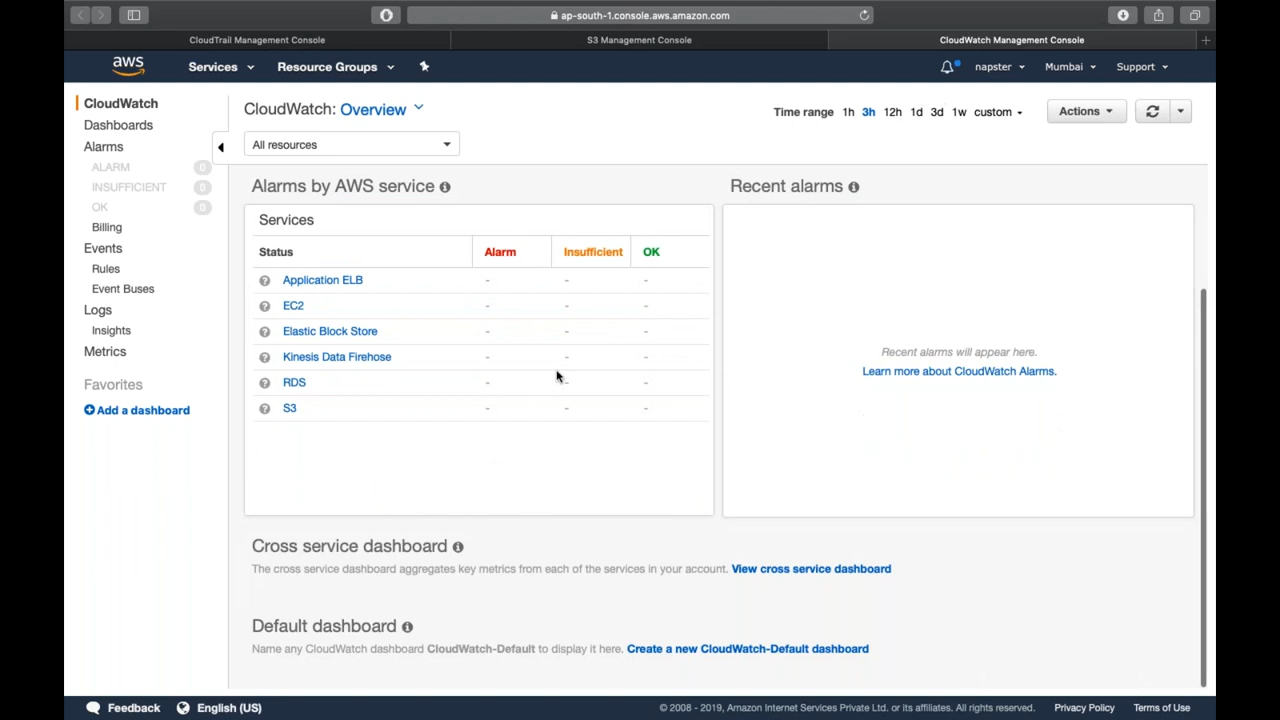 ap-south-1.console.aws.amazon.com
CloudTrail Management Console
S3 Management Console
CloudWatch Management Console
aws
Services
Resource Groups
napster
Mumbai
Support
CloudWatch
Dashboards
Alarms
ALARM 0
INSUFFICIENT 0
OK 0
Billing
Events
Rules
Event Buses
Logs
Insights
Metrics
Favorites
Add a dashboard
CloudWatch: Overview
Time range 1h 3h 12h 1d 3d 1w custom
Actions
All resources
Alarms by AWS service
Services
Status Alarm Insufficient OK
Application ELB - - -
EC2 - - -
Elastic Block Store - - -
Kinesis Data Firehose - - -
RDS - - -
S3 - - -
Recent alarms
Recent alarms will appear here.
Learn more about CloudWatch Alarms.
Cross service dashboard
The cross service dashboard aggregates key metrics from each of the services in your account. View cross service dashboard
Default dashboard
Name any CloudWatch dashboard CloudWatch-Default to display it here. Create a new CloudWatch-Default dashboard
Feedback
English (US)
© 2008 - 2019, Amazon Internet Services Private Ltd. or its affiliates. All rights reserved.
Privacy Policy
Terms of Use